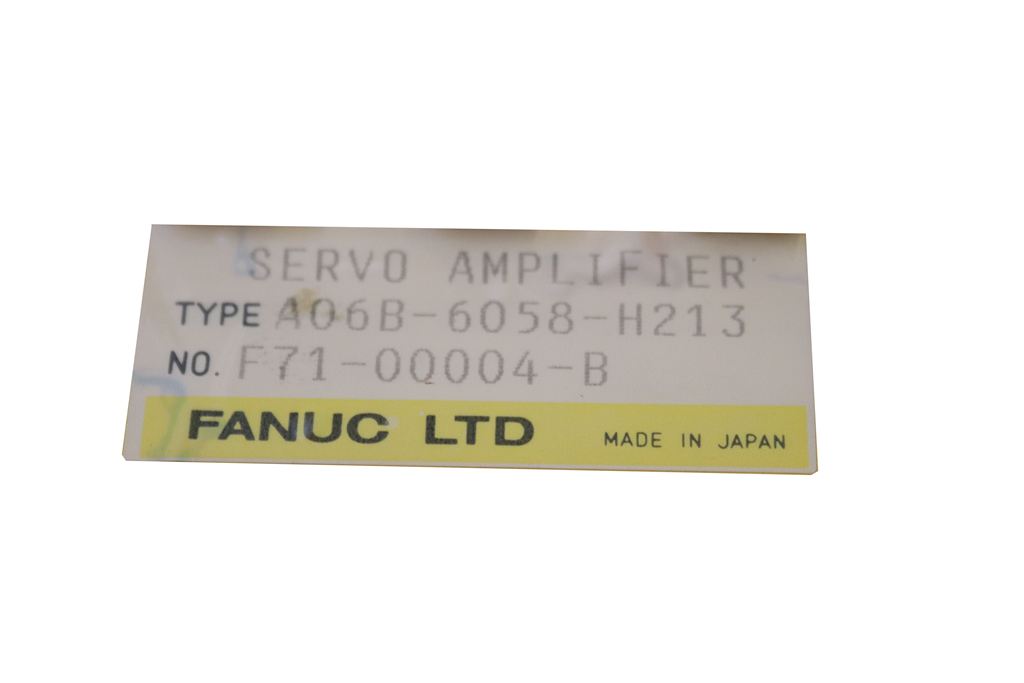 SERVO AMPLIFIER
TYPE A06B-6058-H213
NO. F71-00004-B
FANUC LTD MADE IN JAPAN